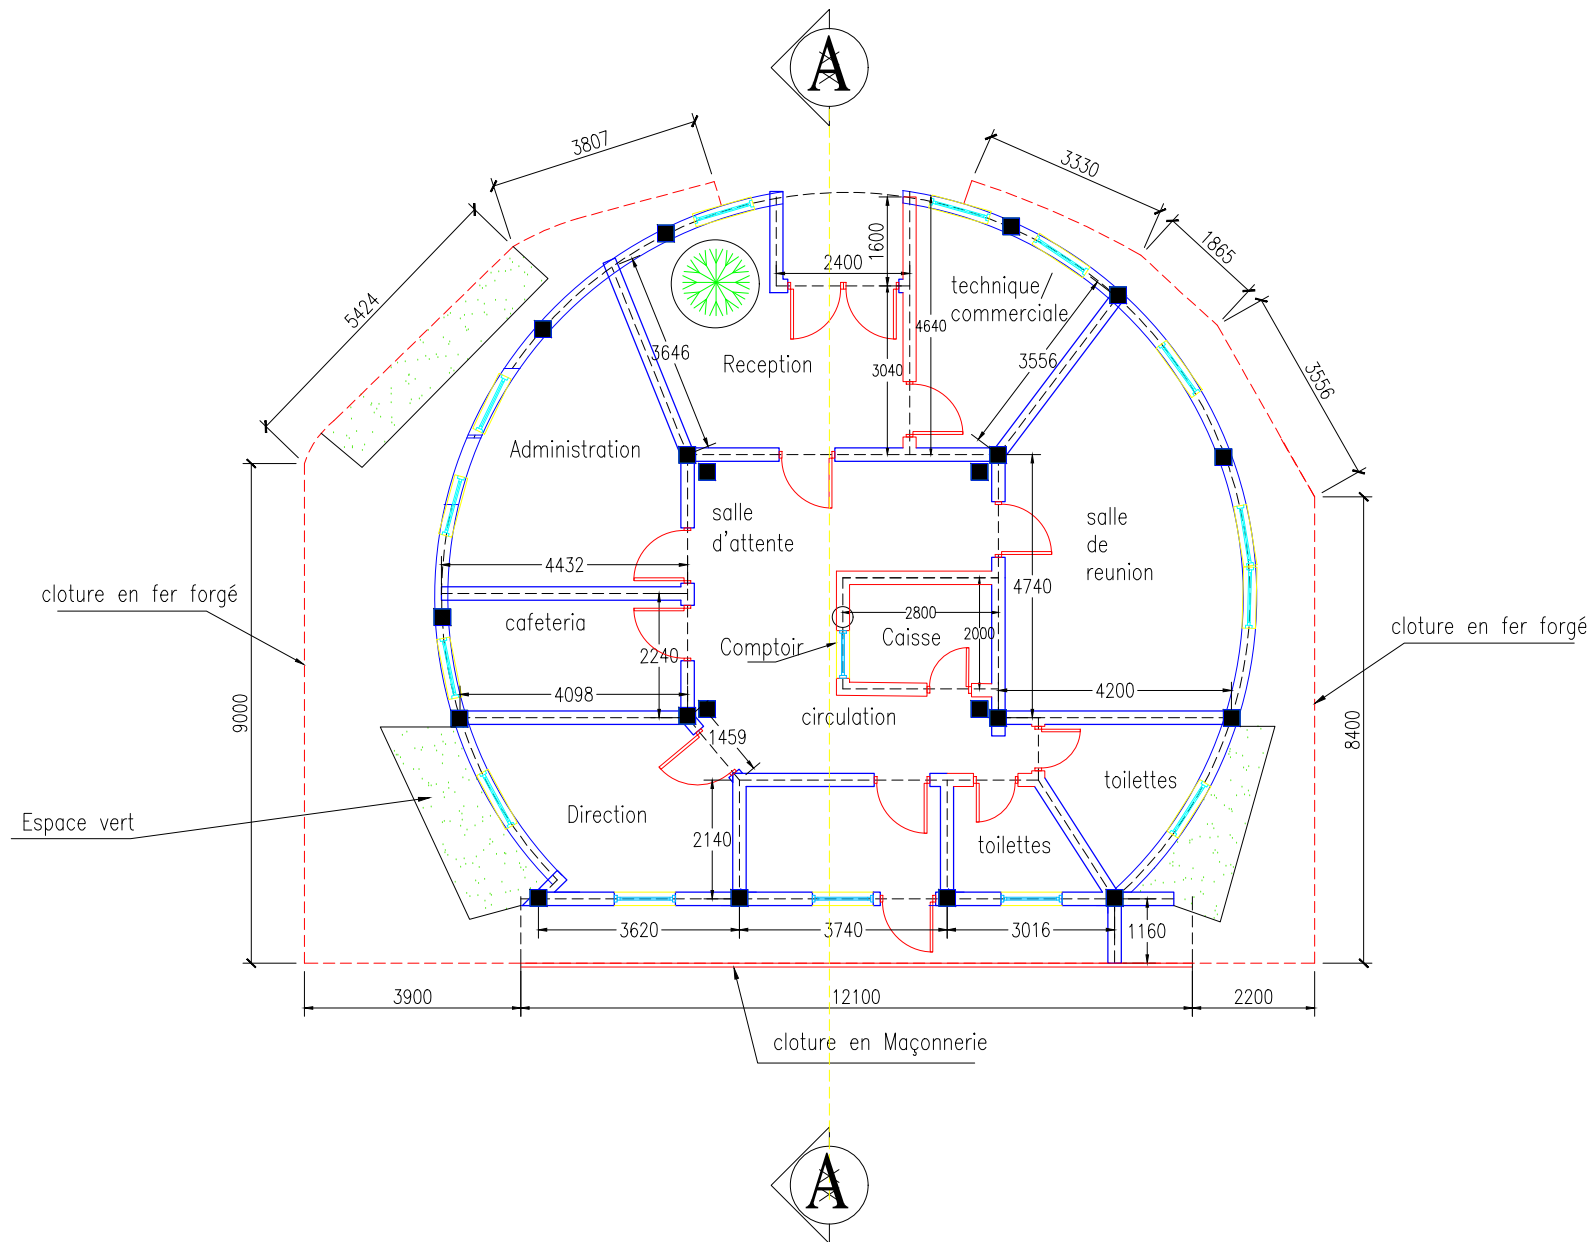 A
3807
3330
1865
5424
3556
1600
2400
technique/
commerciale
4640
3646
3556
3040
Reception
Administration
salle
d'attente
salle
de
reunion
4432
4740
cloture en fer forgé
cafeteria
2800
2000
Caisse
Comptoir
2240
cloture en fer forgé
4098
4200
circulation
9000
8400
1459
toilettes
Espace vert
Direction
2140
toilettes
3620
3740
3016
1160
3900
12100
2200
cloture en Maçonnerie
A